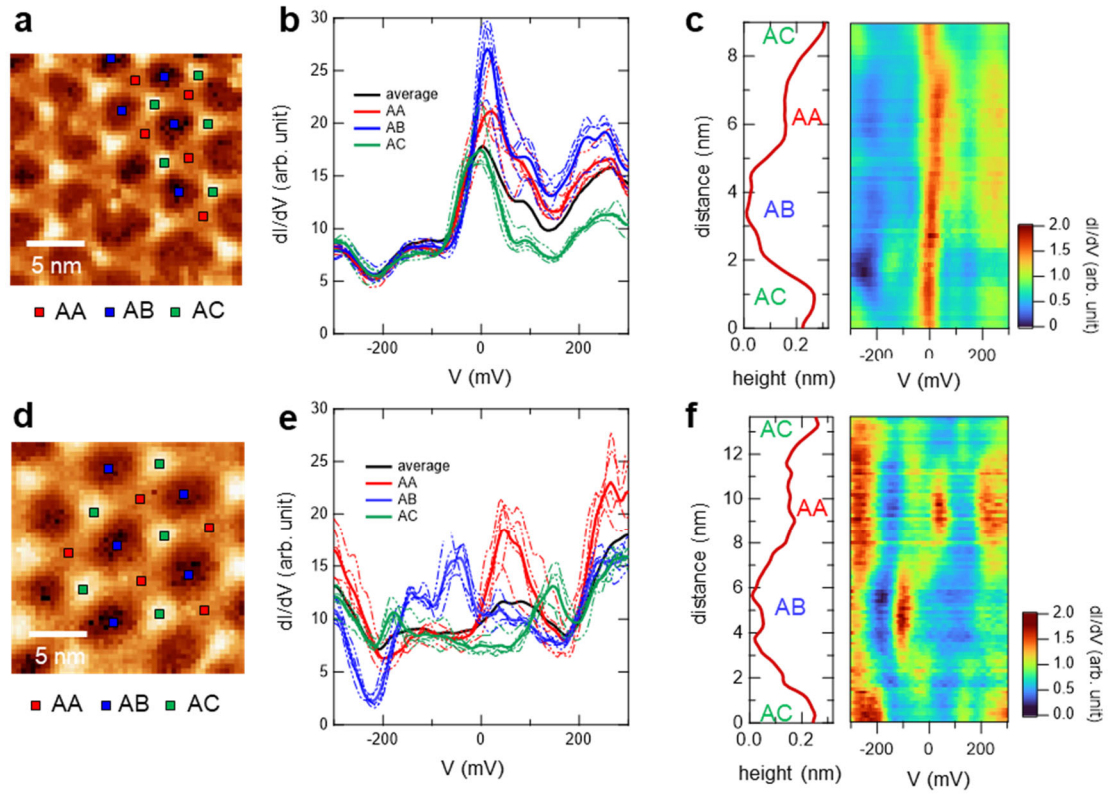 a
5 nm
AA AB AC
b
30
25
20
15
10
5
0
dI/dV (arb. unit)
average
AA
AB
AC
-200 0 200
V (mV)
c
8
6
4
2
0
distance (nm)
AC
AA
AB
AC
0.0 0.2
height (nm)
-200 0 200
V (mV)
2.0
1.5
1.0
0.5
0
dI/dV (arb. unit)
d
5 nm
AA AB AC
e
30
25
20
15
10
5
0
dI/dV (arb. unit)
average
AA
AB
AC
-200 0 200
V (mV)
f
12
10
8
6
4
2
0
distance (nm)
AC
AA
AB
AC
0.0 0.2
height (nm)
-200 0 200
V (mV)
2.0
1.5
1.0
0.5
0.0
dI/dV (arb. unit)